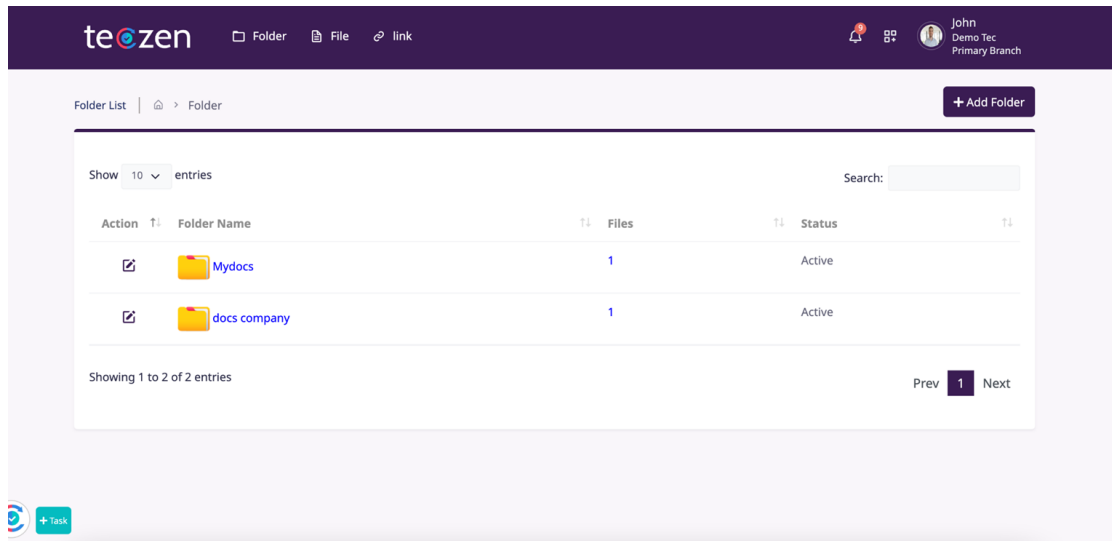 teczen Folder File link 9 John
Demo Tec
Primary Branch
Folder List Folder + Add Folder
Show 10 entries Search:
Action Folder Name Files Status
Mydocs 1 Active
docs company 1 Active
Showing 1 to 2 of 2 entries Prev 1 Next
+ Task